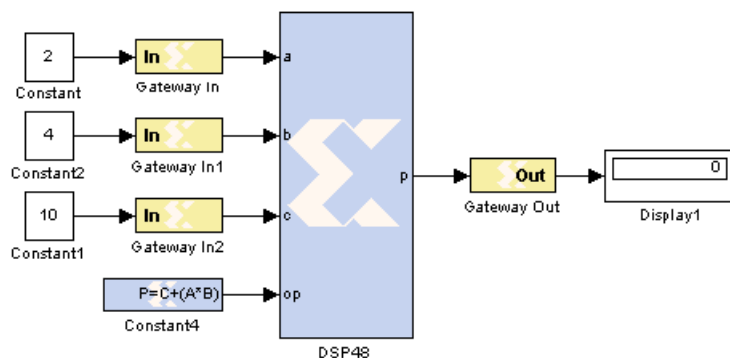 2
Constant
In
Gateway In
a
4
Constant2
In
Gateway In1
b
10
Constant1
In
Gateway In2
c
P=C+(A*B)
Constant4
op
DSP48
p
Out
Gateway Out
0
Display1